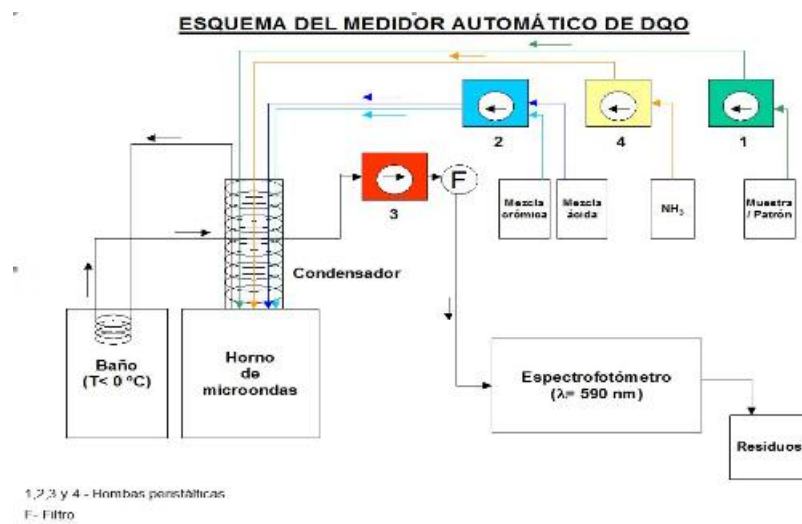 ESQUEMA DEL MEDIDOR AUTOMÁTICO DE DQO
2
4
1
F
3
Mezcla
crómica
Mezcla
ácida
NH3
Muestra
/ Patrón
Condensador
Baño
(T< 0 ºC)
Horno
de
microondas
Espectrofotómetro
(λ= 590 nm)
Residuos
1,2,3 y 4 - Hombas peristálticas
F- Filtro